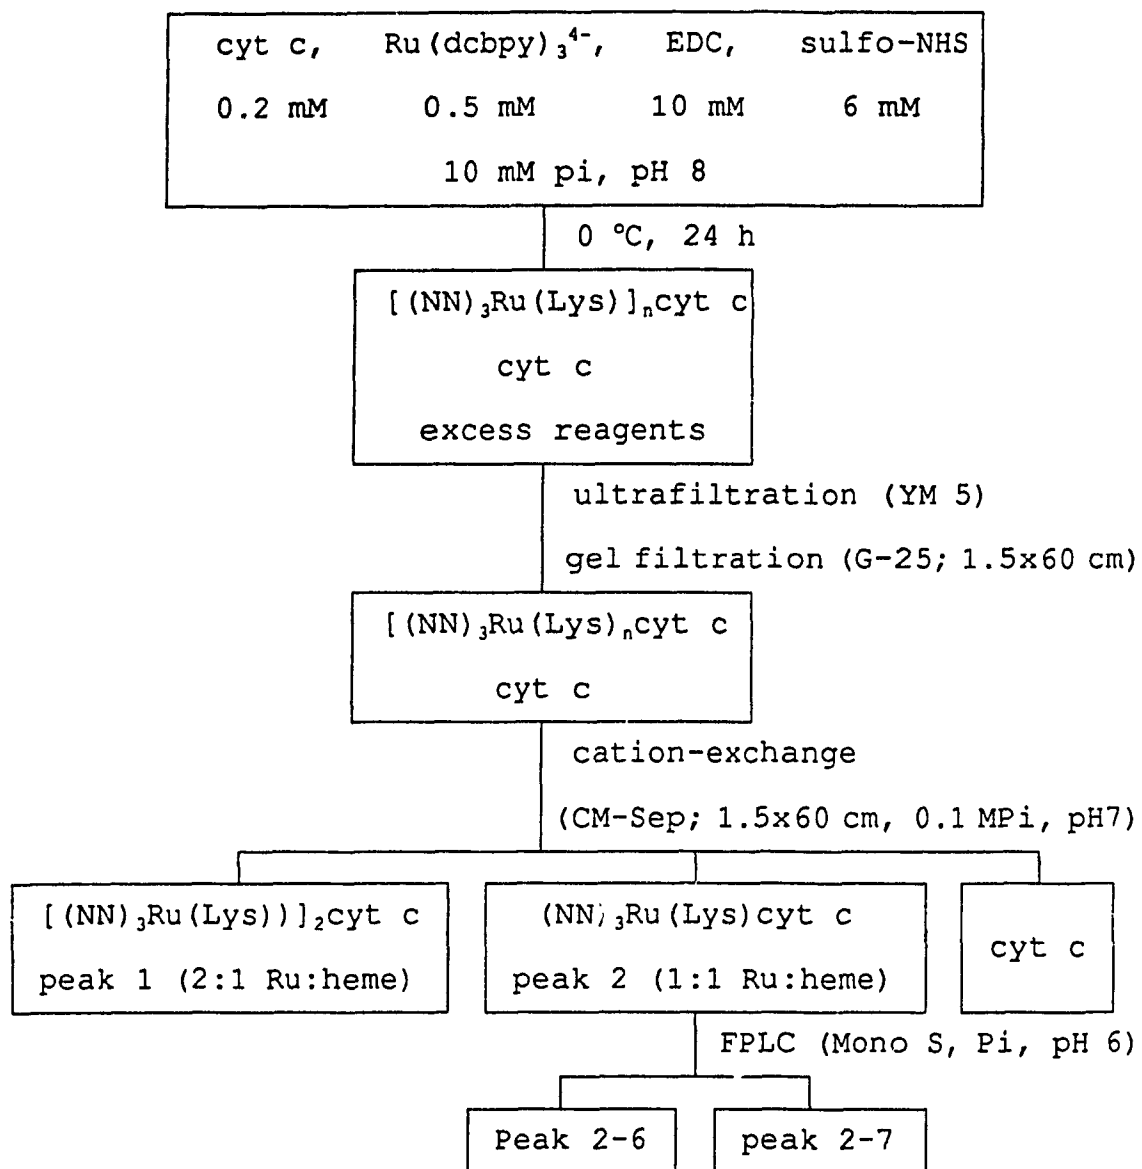 cyt c, Ru(dcbpy)₃⁴⁻, EDC, sulfo-NHS
0.2 mM 0.5 mM 10 mM 6 mM
10 mM pi, pH 8
0 °C, 24 h
[(NN)₃Ru(Lys)]ₙcyt c
cyt c
excess reagents
ultrafiltration (YM 5)
gel filtration (G-25; 1.5x60 cm)
[(NN)₃Ru(Lys)ₙcyt c
cyt c
cation-exchange
(CM-Sep; 1.5x60 cm, 0.1 MPi, pH7)
[(NN)₃Ru(Lys))]₂cyt c
peak 1 (2:1 Ru:heme)
(NN)₃Ru(Lys)cyt c
peak 2 (1:1 Ru:heme)
cyt c
FPLC (Mono S, Pi, pH 6)
Peak 2-6
peak 2-7